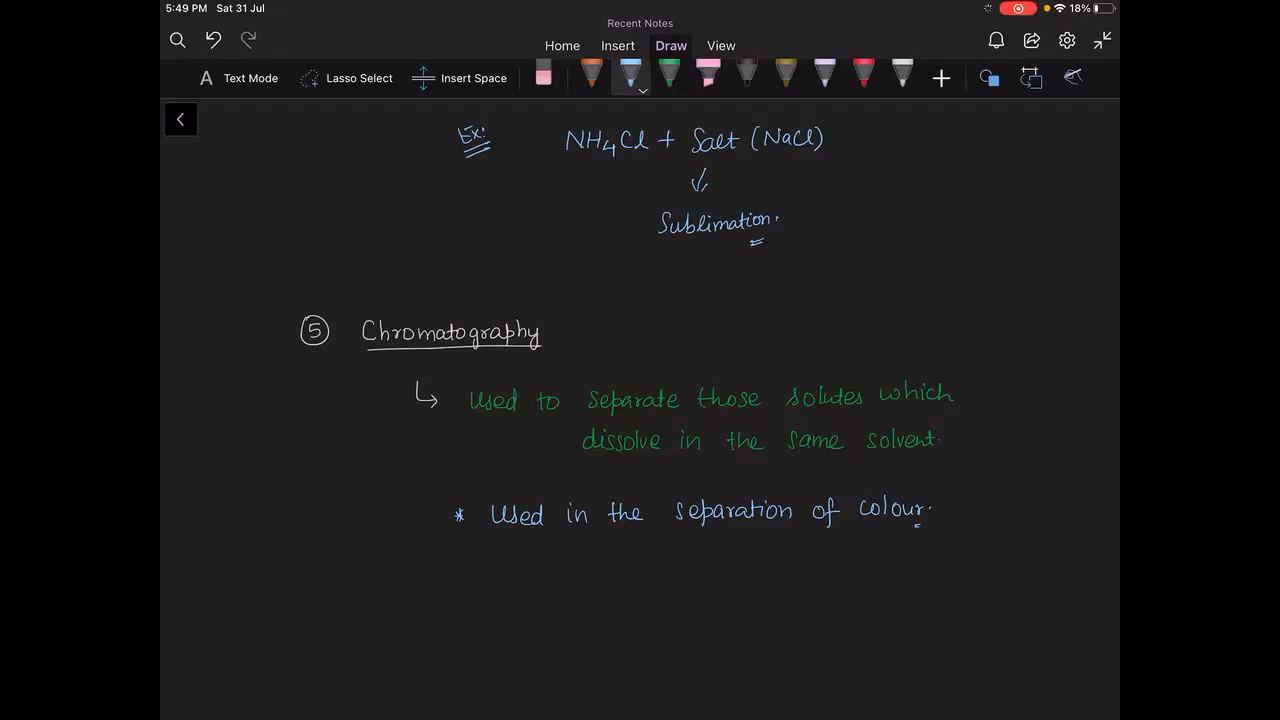 5:49 PM Sat 31 Jul
18%
Recent Notes
Home Insert Draw View
A Text Mode Lasso Select Insert Space
Ex: NH4Cl + Salt (NaCl)
Sublimation.
5 Chromatography
Used to separate those solutes which
dissolve in the same solvent.
* Used in the separation of colour.